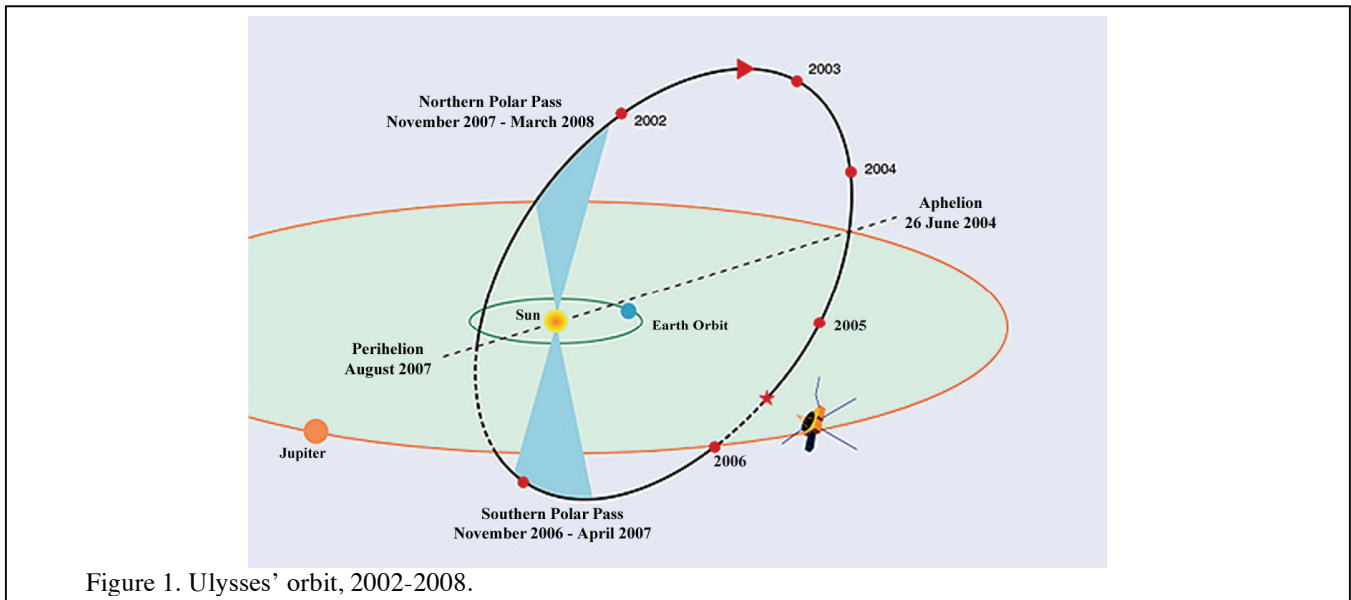 2003
Northern Polar Pass
November 2007 - March 2008
2002
2004
Aphelion
26 June 2004
Sun
Earth Orbit
2005
Perihelion
August 2007
Jupiter
2006
Southern Polar Pass
November 2006 - April 2007
Figure 1. Ulysses’ orbit, 2002-2008.